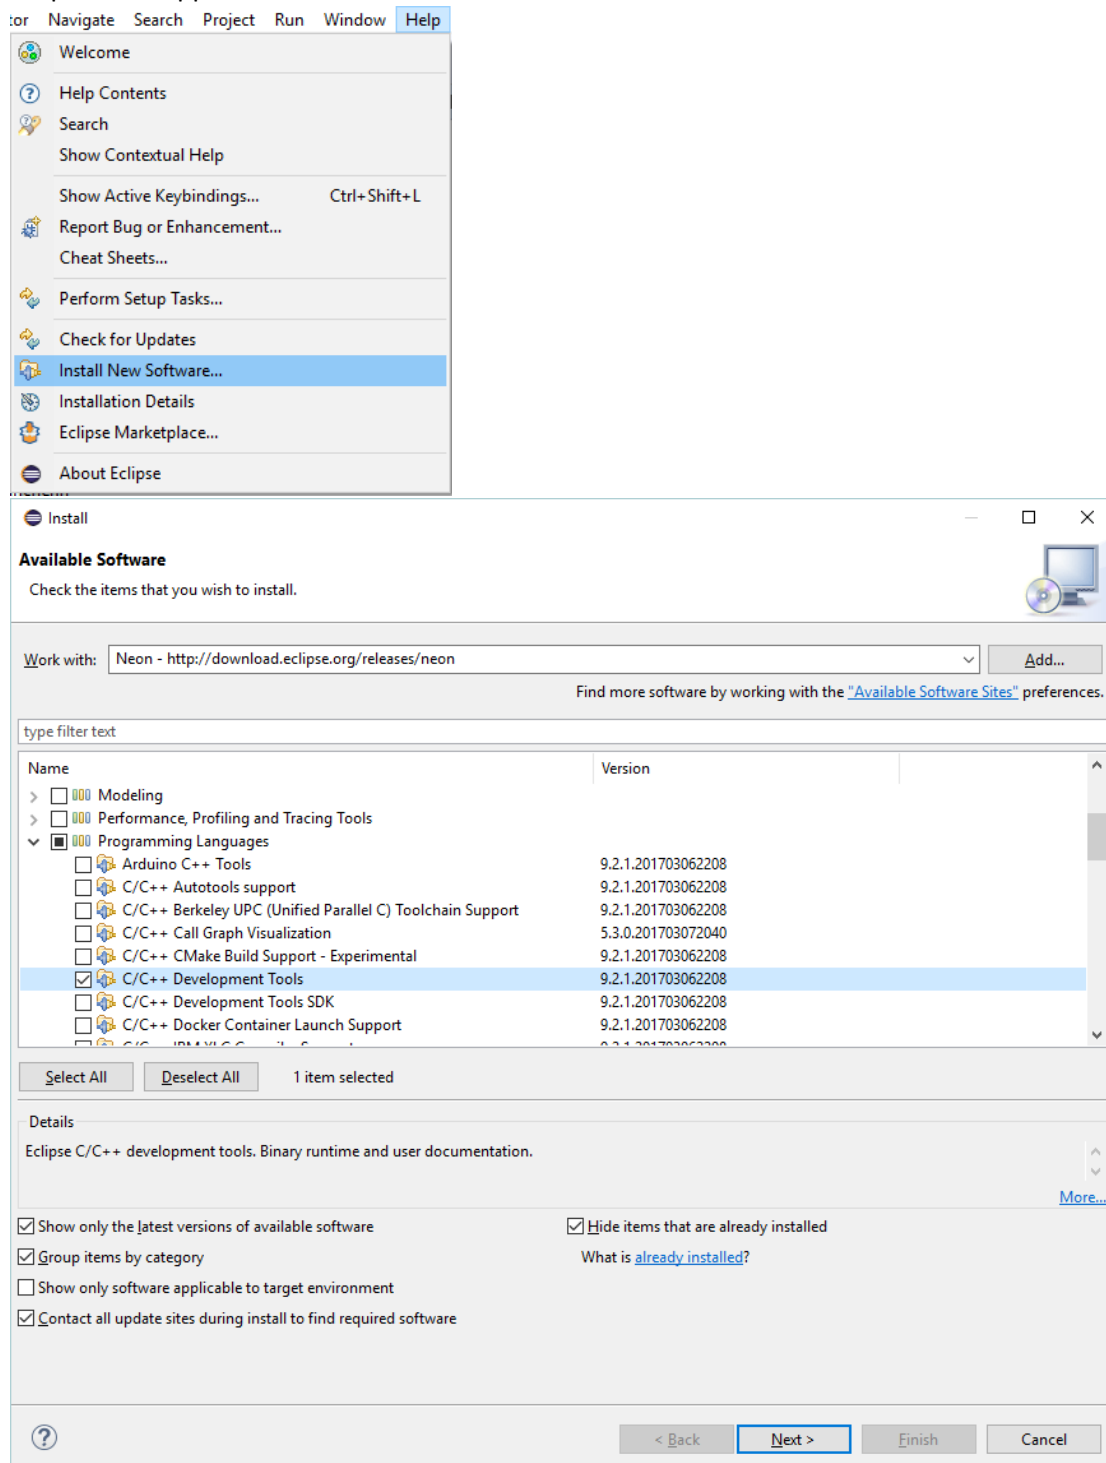 tor Navigate Search Project Run Window Help
Welcome
Help Contents
Search
Show Contextual Help
Show Active Keybindings... Ctrl+Shift+L
Report Bug or Enhancement...
Cheat Sheets...
Perform Setup Tasks...
Check for Updates
Install New Software...
Installation Details
Eclipse Marketplace...
About Eclipse
Install
Available Software
Check the items that you wish to install.
Work with: Neon - http://download.eclipse.org/releases/neon Add...
Find more software by working with the "Available Software Sites" preferences.
type filter text
Name Version
Modeling
Performance, Profiling and Tracing Tools
Programming Languages
Arduino C++ Tools 9.2.1.201703062208
C/C++ Autotools support 9.2.1.201703062208
C/C++ Berkeley UPC (Unified Parallel C) Toolchain Support 9.2.1.201703062208
C/C++ Call Graph Visualization 5.3.0.201703072040
C/C++ CMake Build Support - Experimental 9.2.1.201703062208
C/C++ Development Tools 9.2.1.201703062208
C/C++ Development Tools SDK 9.2.1.201703062208
C/C++ Docker Container Launch Support 9.2.1.201703062208
Select All Deselect All 1 item selected
Details
Eclipse C/C++ development tools. Binary runtime and user documentation.
More...
Show only the latest versions of available software Hide items that are already installed
Group items by category What is already installed?
Show only software applicable to target environment
Contact all update sites during install to find required software
< Back Next > Finish Cancel